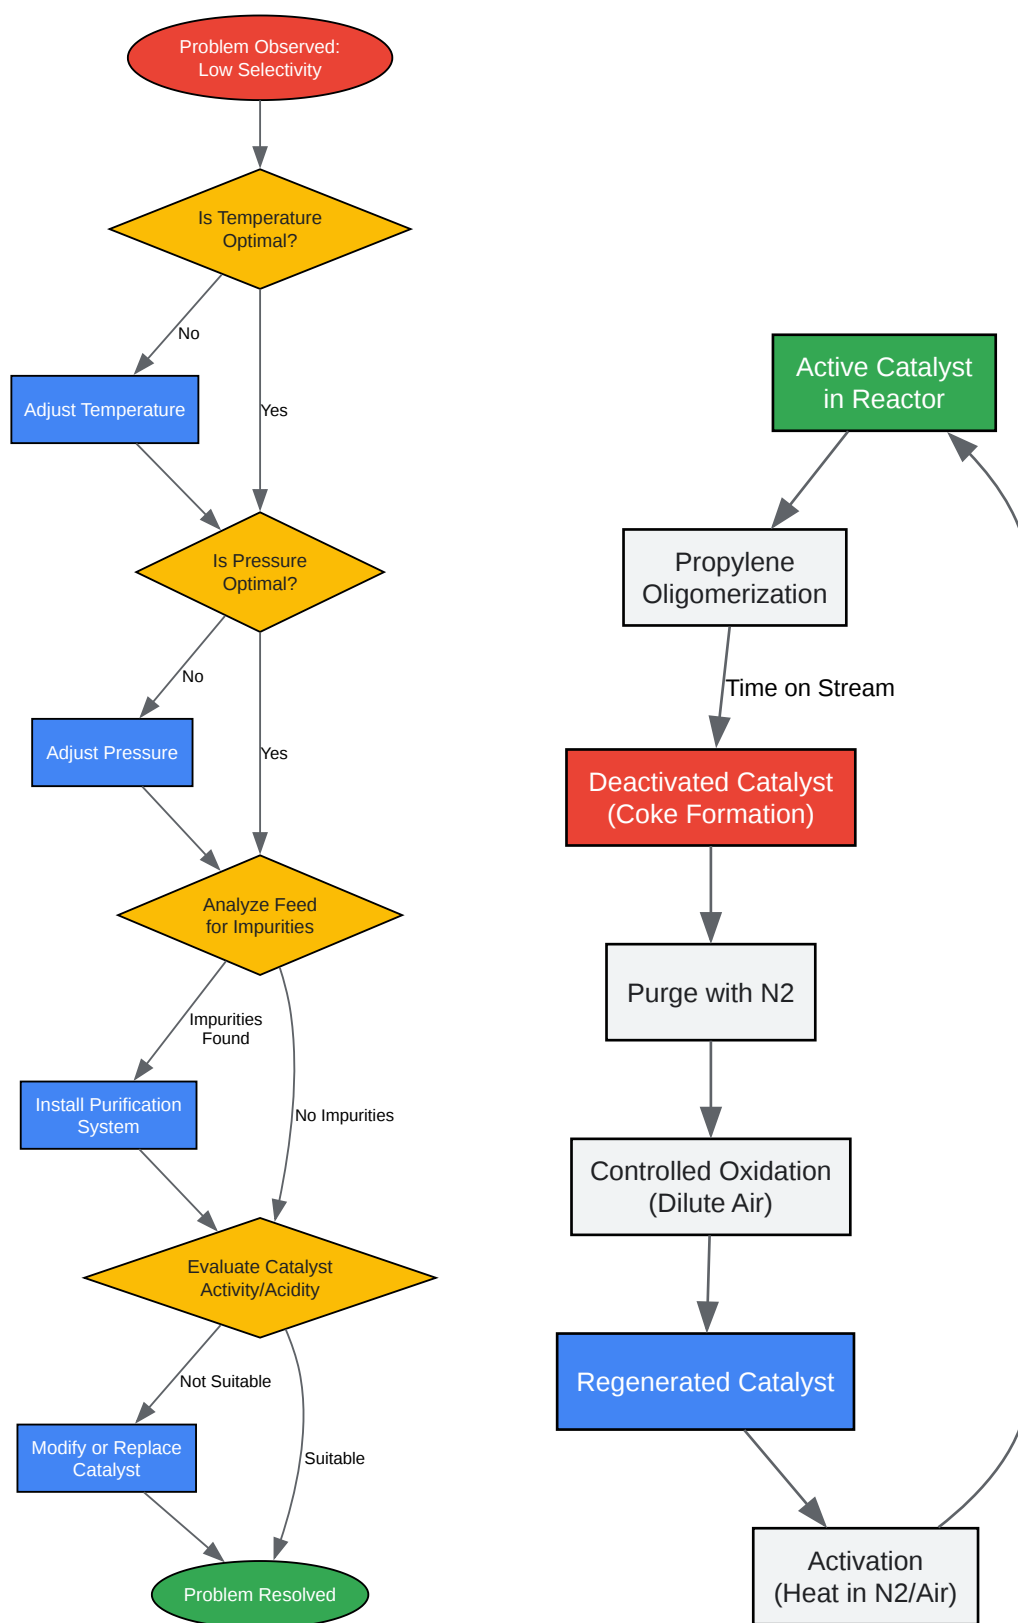 Problem Observed:
Low Selectivity
Is Temperature
Optimal?
No
Adjust Temperature
Yes
Is Pressure
Optimal?
No
Adjust Pressure
Yes
Analyze Feed
for Impurities
Impurities
Found
Install Purification
System
No Impurities
Evaluate Catalyst
Activity/Acidity
Not Suitable
Modify or Replace
Catalyst
Suitable
Problem Resolved
Active Catalyst
in Reactor
Propylene
Oligomerization
Time on Stream
Deactivated Catalyst
(Coke Formation)
Purge with N2
Controlled Oxidation
(Dilute Air)
Regenerated Catalyst
Activation
(Heat in N2/Air)